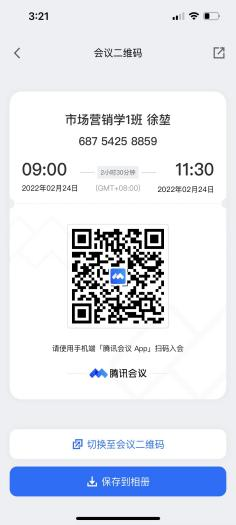 3:21
会议二维码
市场营销学1班 徐堃
687 5425 8859
09:00 2小时30分钟 11:30
2022年02月24日 (GMT+08:00) 2022年02月24日
请使用手机端「腾讯会议 App」扫码入会
腾讯会议
切换至会议二维码
保存到相册